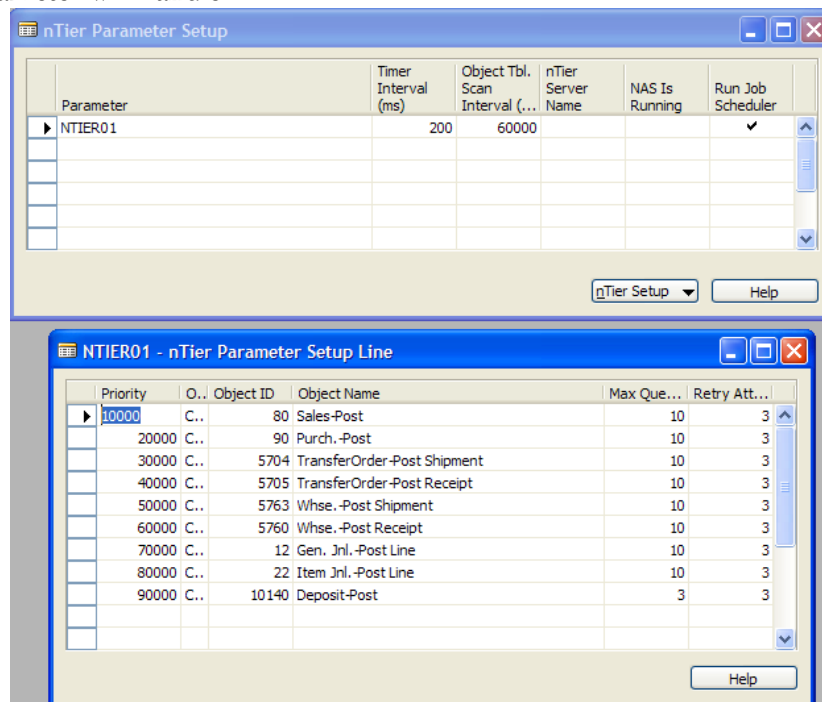 nTier Parameter Setup
Parameter Timer Interval (ms) Object Tbl. Scan Interval (... nTier Server Name NAS Is Running Run Job Scheduler
NTIER01 200 60000
nTier Setup Help
NTIER01 - nTier Parameter Setup Line
Priority O.. Object ID Object Name Max Que... Retry Att...
10000 C.. 80 Sales-Post 10 3
20000 C.. 90 Purch.-Post 10 3
30000 C.. 5704 TransferOrder-Post Shipment 10 3
40000 C.. 5705 TransferOrder-Post Receipt 10 3
50000 C.. 5763 Whse.-Post Shipment 10 3
60000 C.. 5760 Whse.-Post Receipt 10 3
70000 C.. 12 Gen. Jnl.-Post Line 10 3
80000 C.. 22 Item Jnl.-Post Line 10 3
90000 C.. 10140 Deposit-Post 3 3
Help